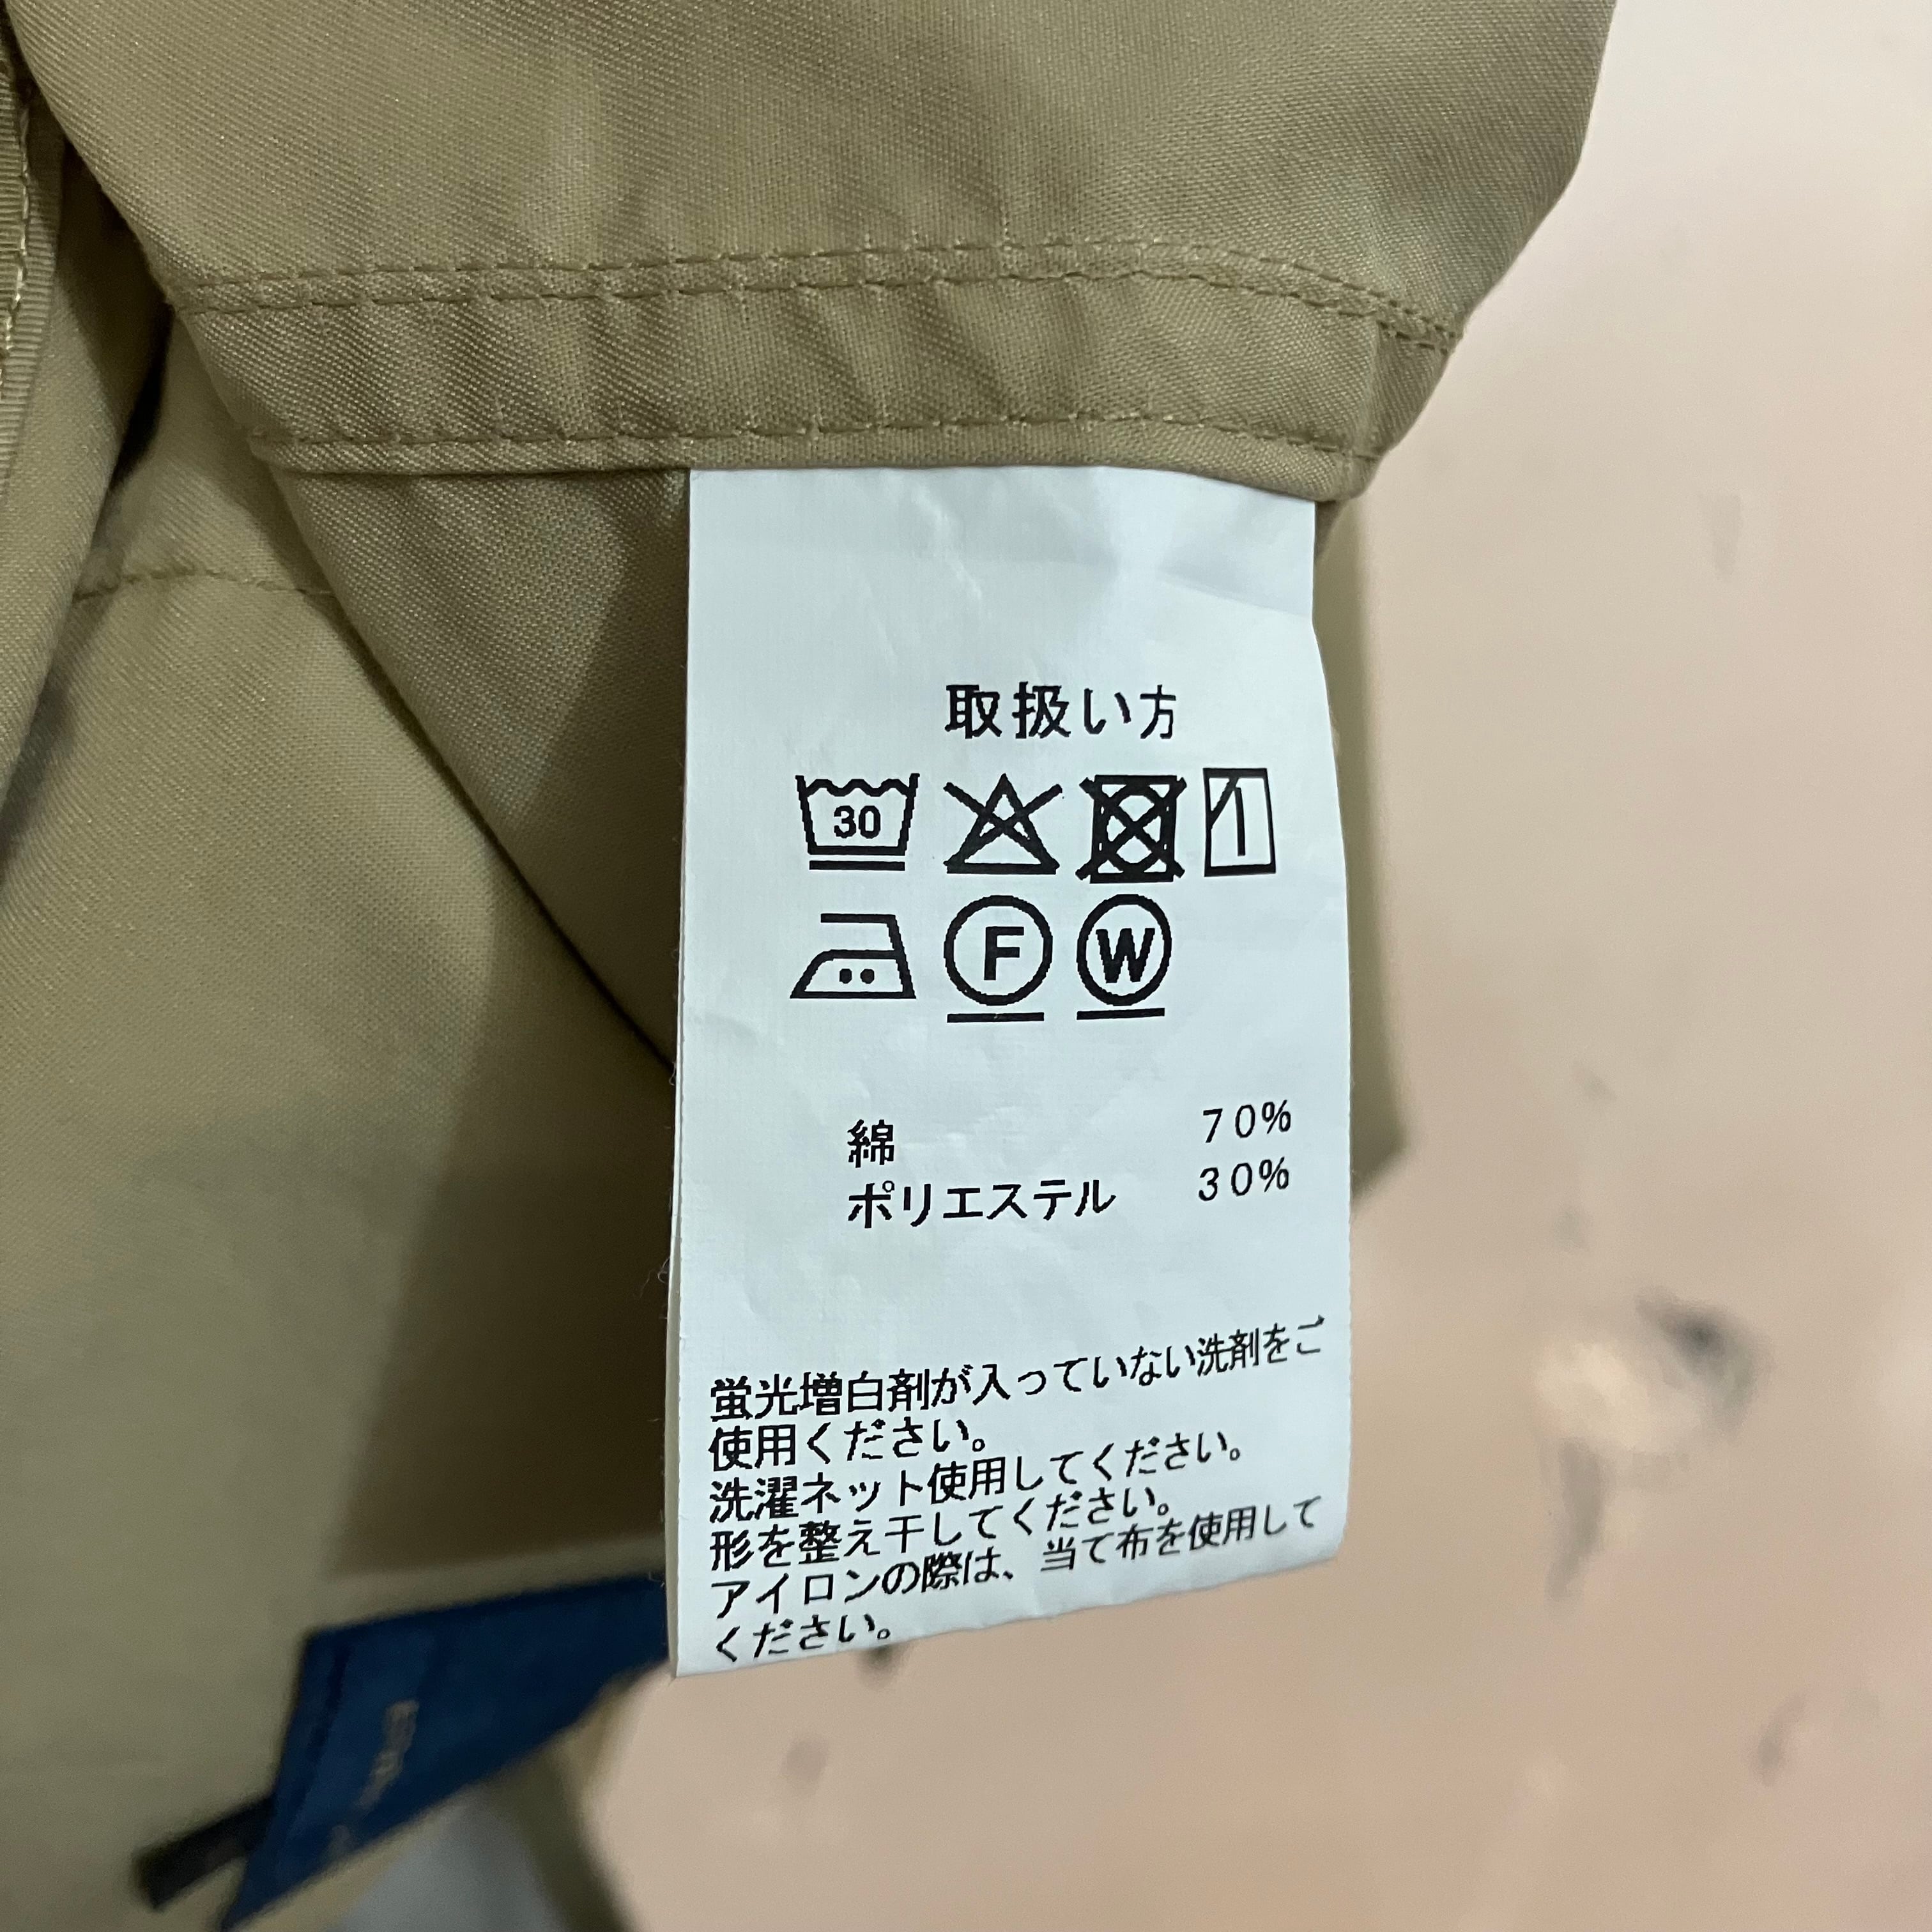 取扱い方
30
F W
綿 70%
ポリエステル 30%
蛍光増白剤が入っていない洗剤をご
使用ください。
洗濯ネット使用してください。
形を整え干してください。
アイロンの際は、当て布を使用して
ください。